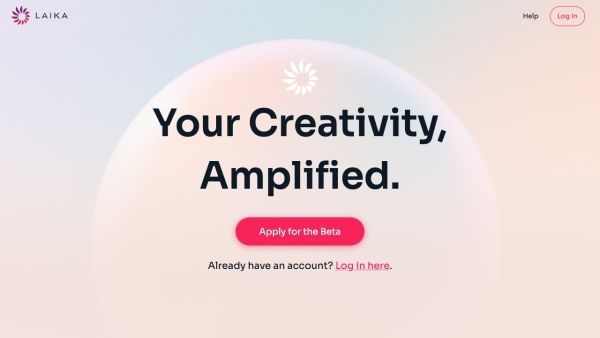 LAIKA
Help
Log In
Your Creativity,
Amplified.
Apply for the Beta
Already have an account? Log in here.